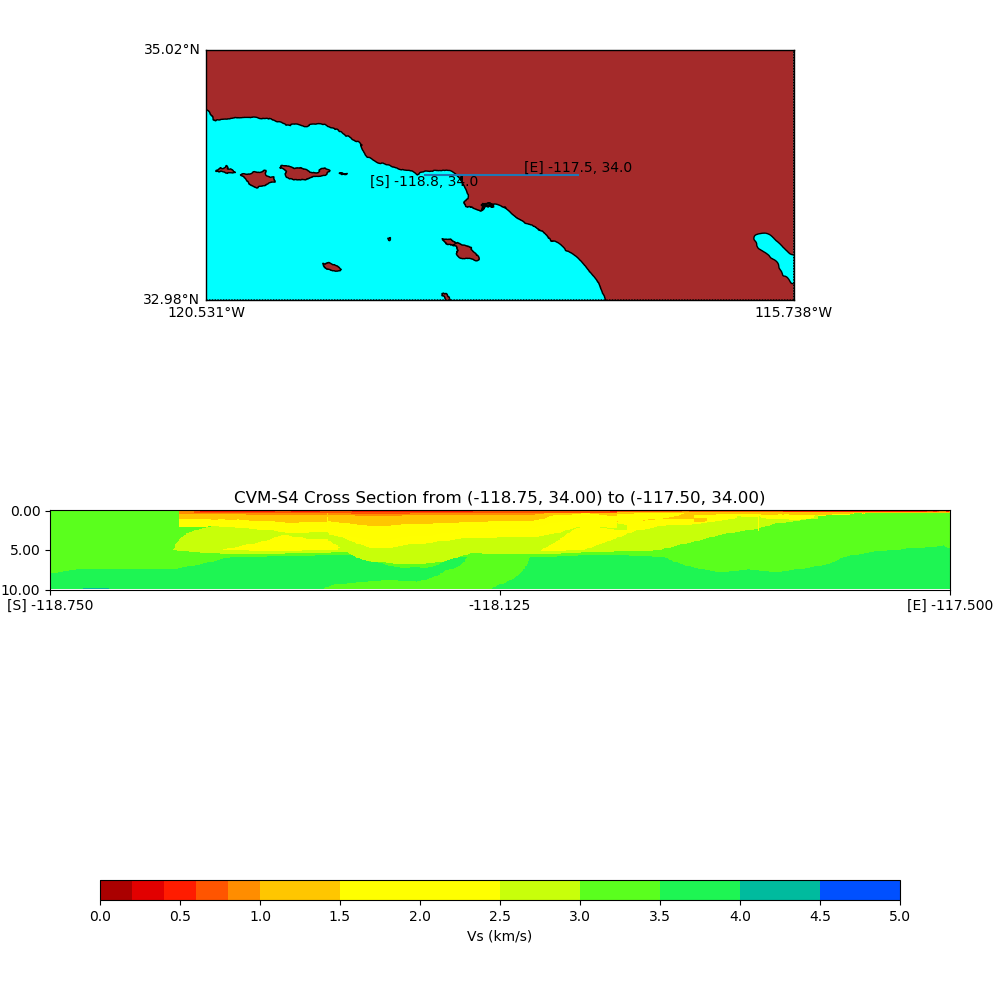 35.02°N
[E] -117.5, 34.0
[S] -118.8, 34.0
32.98°N
120.531°W 115.738°W
CVM-S4 Cross Section from (-118.75, 34.00) to (-117.50, 34.00)
0.00
5.00
10.00
[S] -118.750 -118.125 [E] -117.500
0.0 0.5 1.0 1.5 2.0 2.5 3.0 3.5 4.0 4.5 5.0
Vs (km/s)